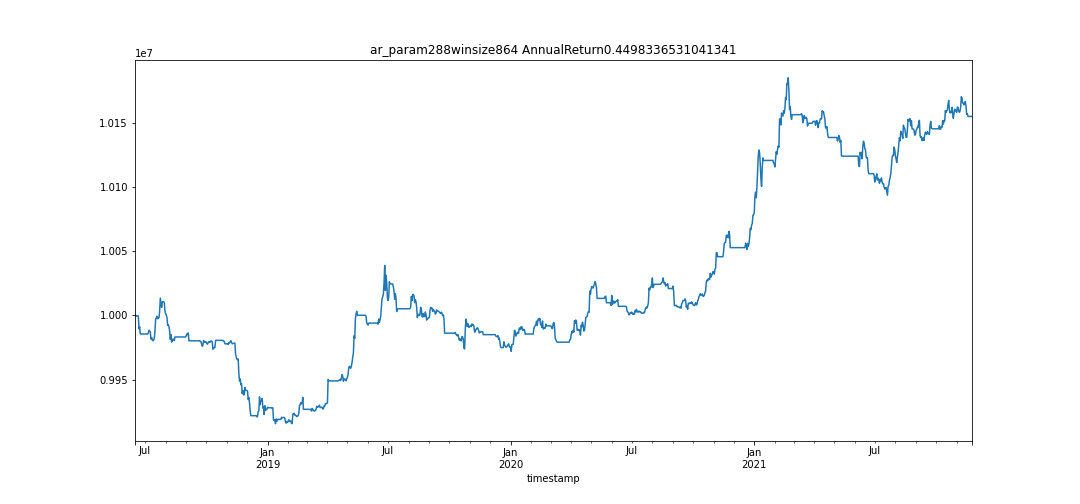 ar_param288winsize864 AnnualReturn0.4498336531041341
1e7
1.015
1.010
1.005
1.000
0.995
Jul Jan Jul Jan Jul Jan Jul
2019 2020 2021
timestamp